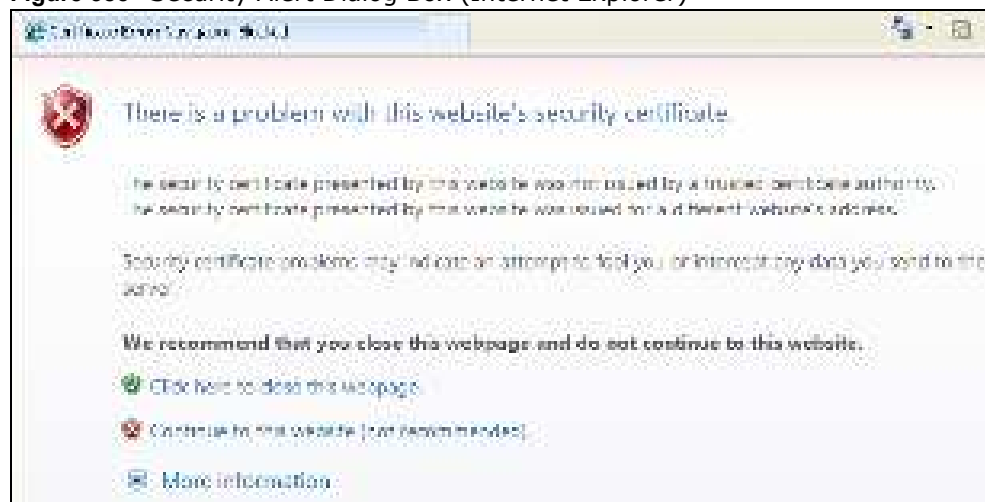 Security Alert Dialog Box (Internet Explorer)
Certificate Error: Navigation Blocked
There is a problem with this website's security certificate.
The security certificate presented by this website was not issued by a trusted certificate authority.
The security certificate presented by this website was issued for a different website's address.
Security certificate problems may indicate an attempt to fool you or intercept any data you send to the
server.
We recommend that you close this webpage and do not continue to this website.
Click here to close this webpage.
Continue to this website (not recommended).
More information